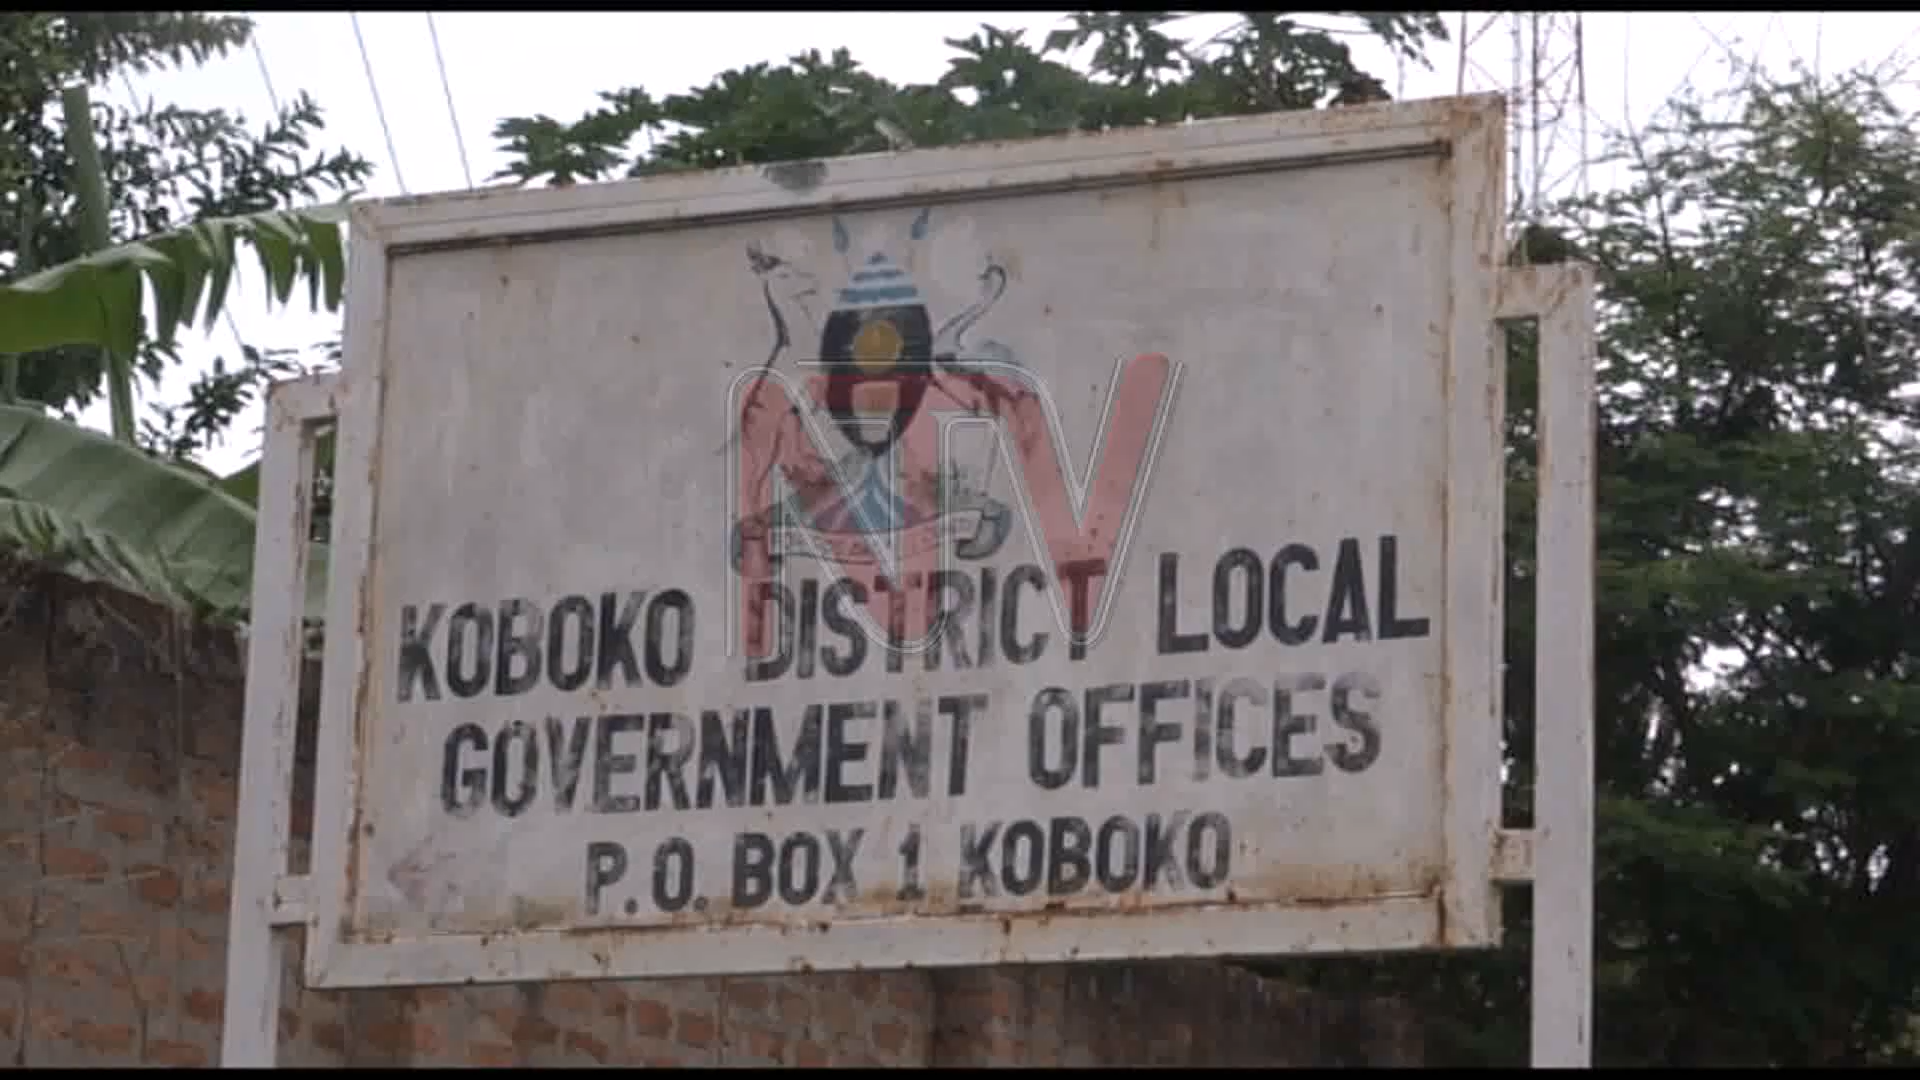 NTV
KOBOKO DISTRICT LOCAL
GOVERNMENT OFFICES
P.O. BOX 1 KOBOKO